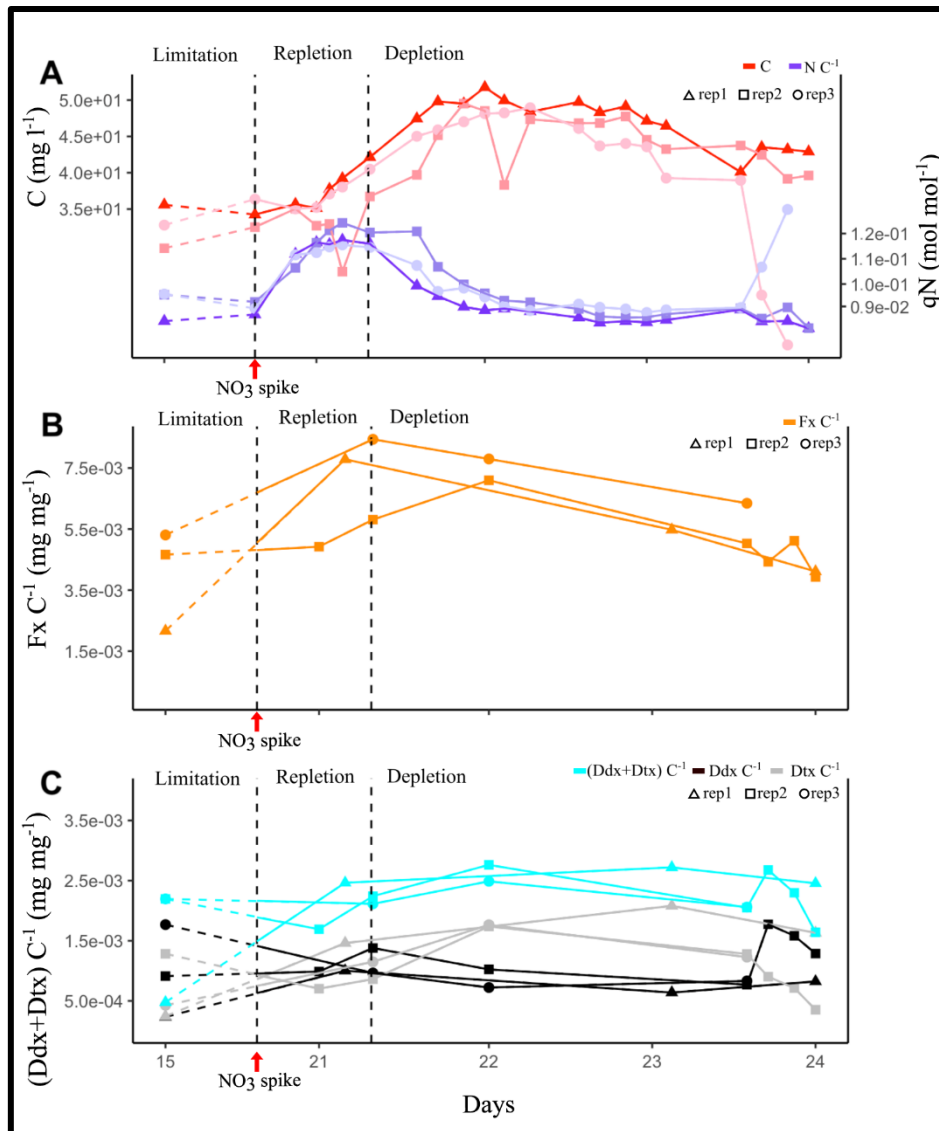 Limitation Repletion Depletion
A
C N C⁻¹
rep1 rep2 rep3
5.0e+01
4.5e+01
4.0e+01
3.5e+01
C (mg l⁻¹)
1.2e-01
1.1e-01
1.0e-01
0.9e-02
qN (mol mol⁻¹)
NO3 spike
Limitation Repletion Depletion
B
Fx C⁻¹
rep1 rep2 rep3
7.5e-03
5.5e-03
3.5e-03
1.5e-03
Fx C⁻¹ (mg mg⁻¹)
NO3 spike
Limitation Repletion Depletion
C
(Ddx+Dtx) C⁻¹ Ddx C⁻¹ Dtx C⁻¹
rep1 rep2 rep3
3.5e-03
2.5e-03
1.5e-03
5.0e-04
(Ddx+Dtx) C⁻¹ (mg mg⁻¹)
15 21 22 23 24
NO3 spike
Days